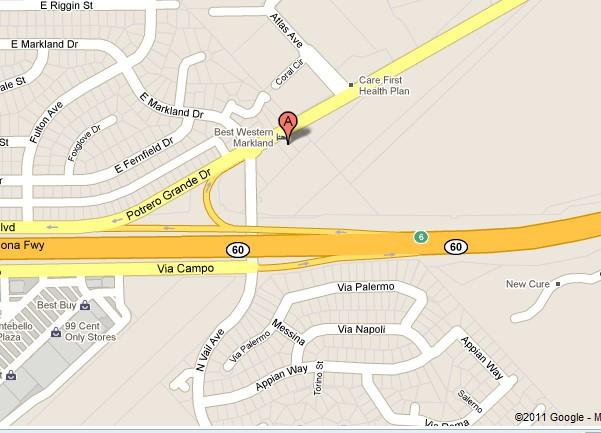 E Riggin St
Atlas Ave
E Markland Dr
Coral Cir
Care First
Health Plan
E Markland Dr
Fulton Ave
A
Foxglove Dr
Best Western
Markland
E Fernfield Dr
Potrero Grande Dr
lvd
ona Fwy
60
6
60
Via Campo
New Cure
Via Palermo
Best Buy
99 Cent
Only Stores
ntebello
Plaza
N Vail Ave
Messina
Via Napoli
Via Palermo
Appian Way
Appian Way
Torino St
Salerno
Via Roma
©2011 Google - M